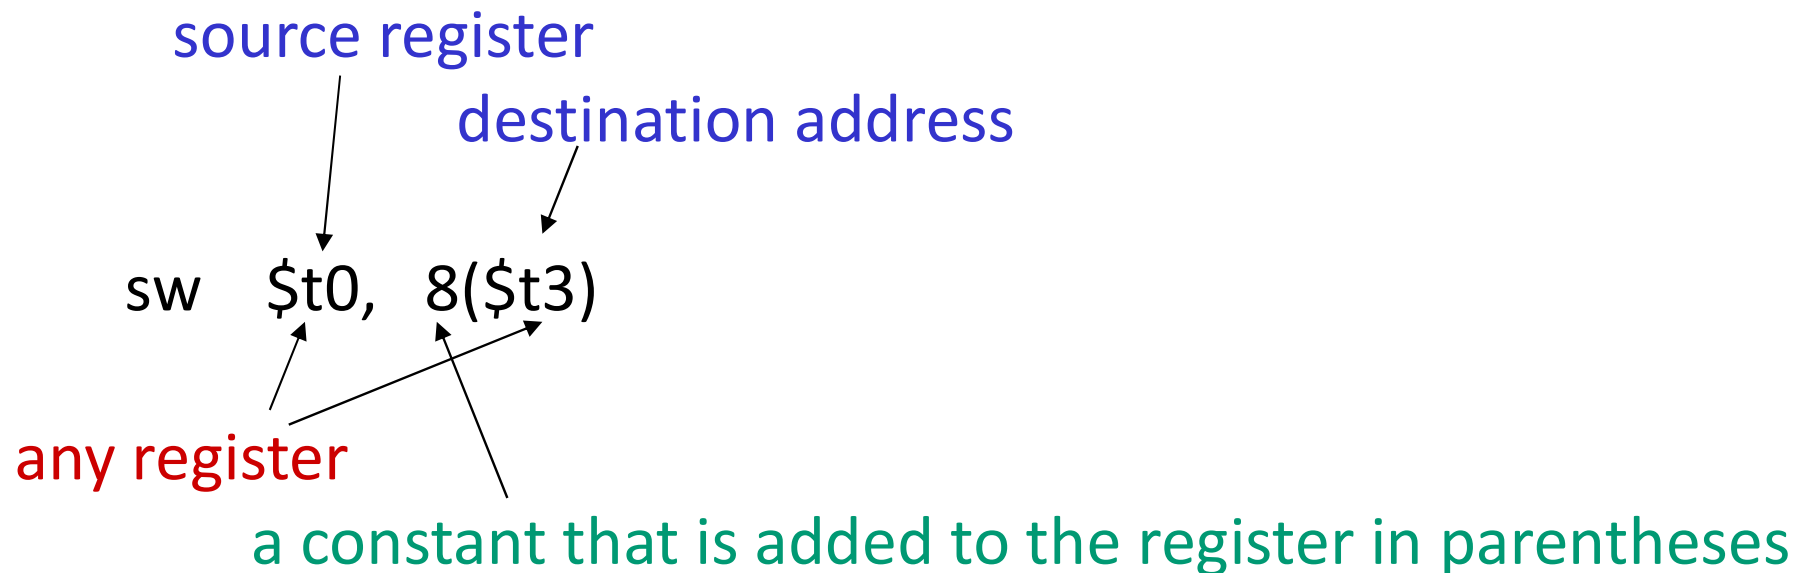 source register
destination address
sw $t0, 8($t3)
any register
a constant that is added to the register in parentheses